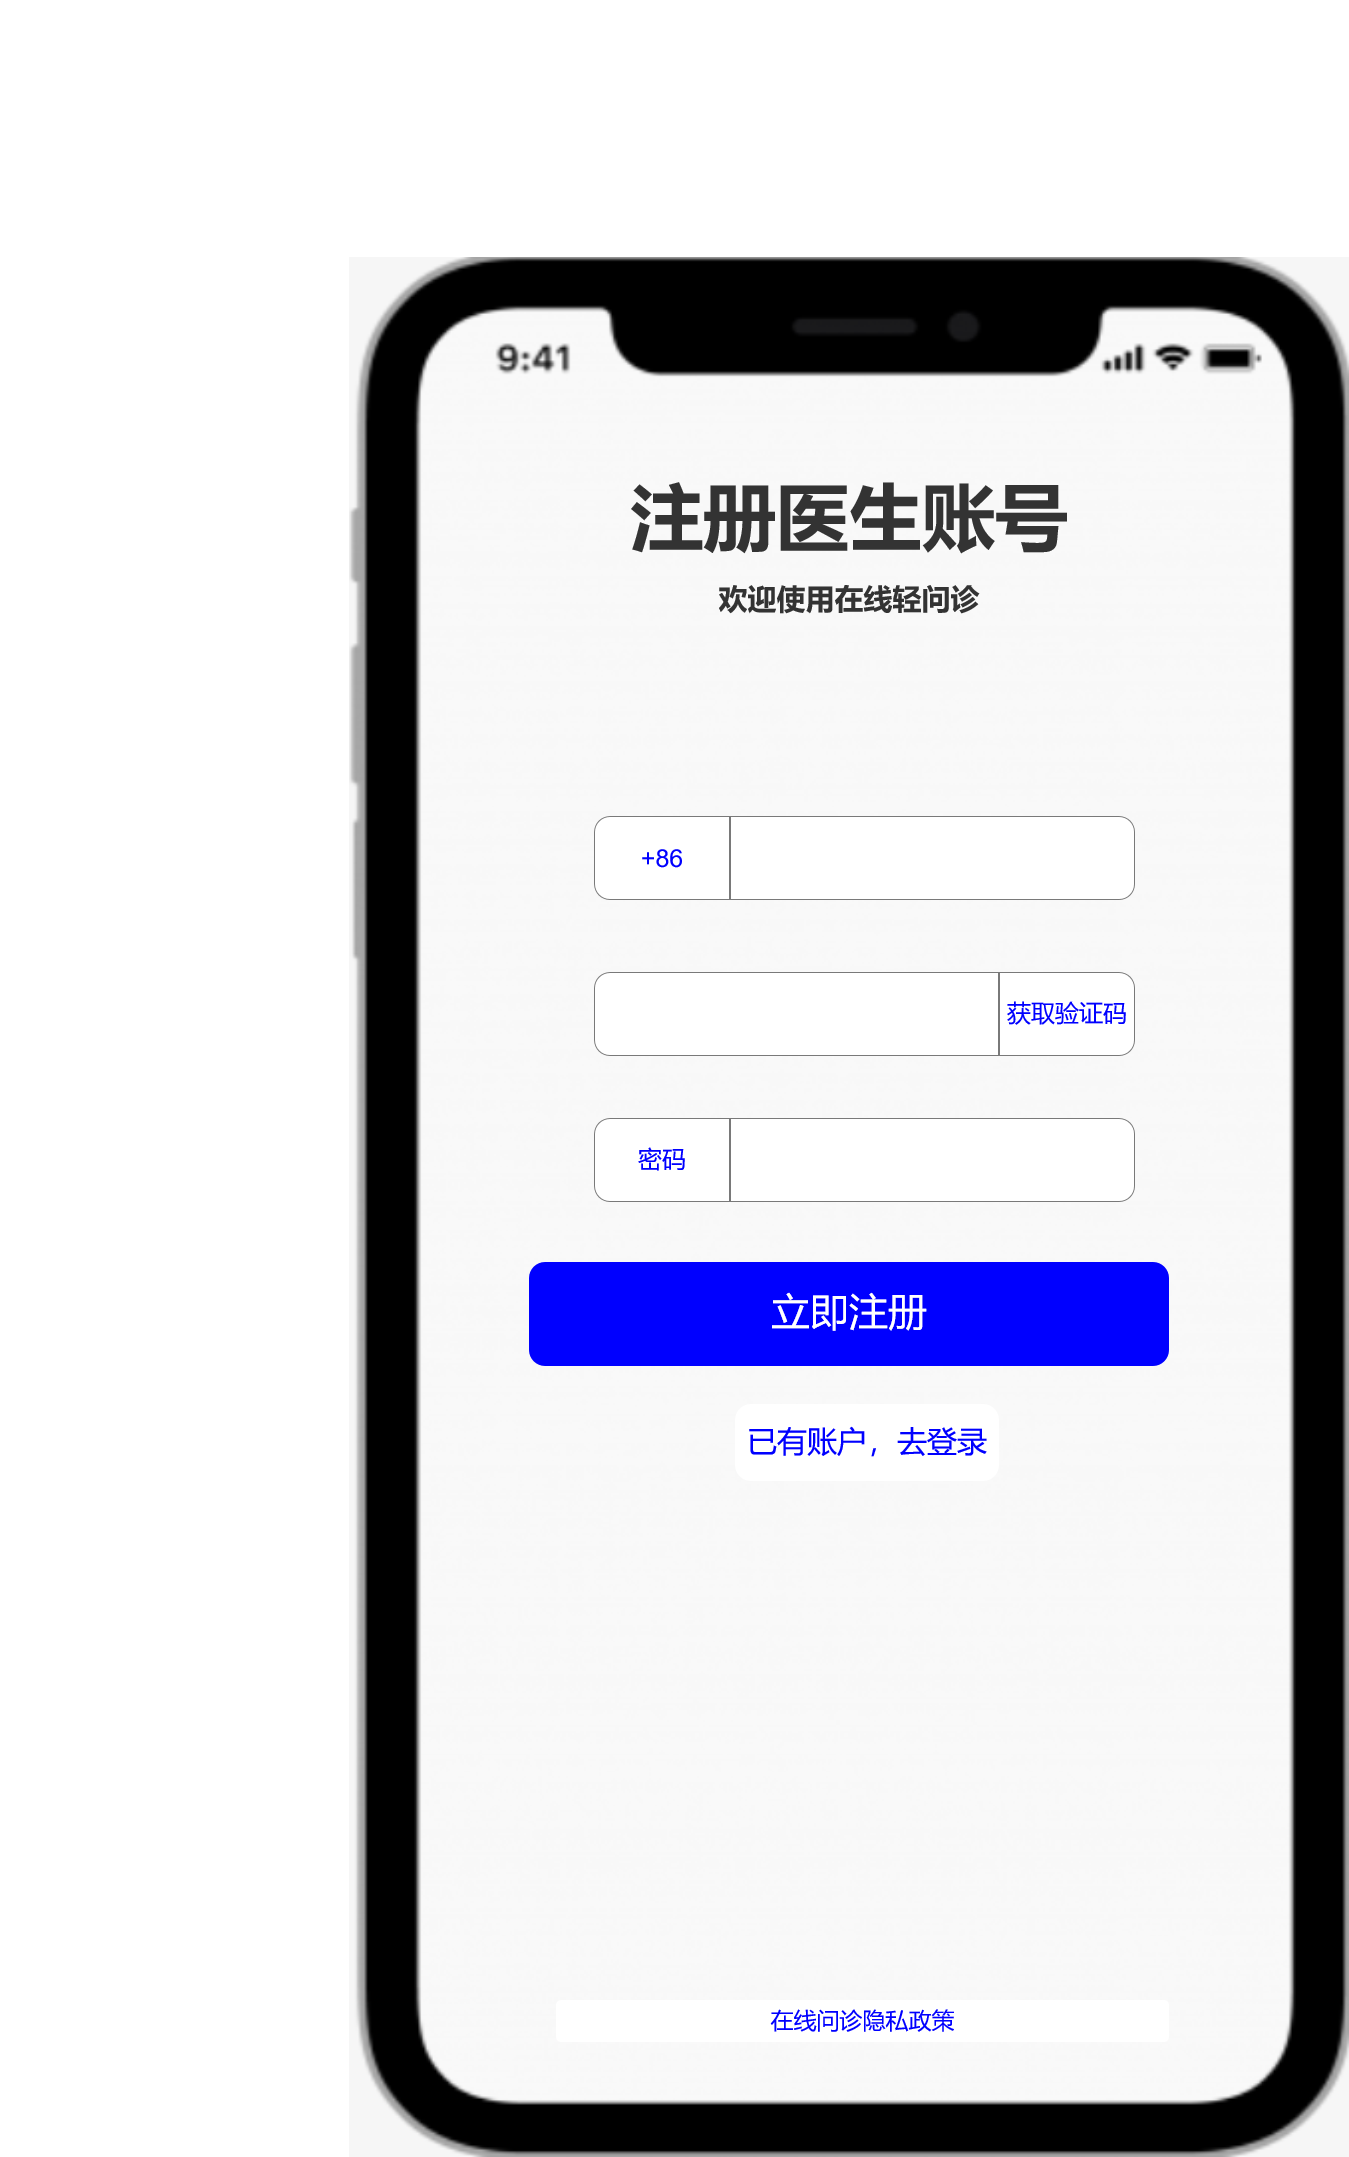 9:41
注册医生账号
欢迎使用在线轻问诊
+86
获取验证码
密码
立即注册
已有账户，去登录
在线问诊隐私政策